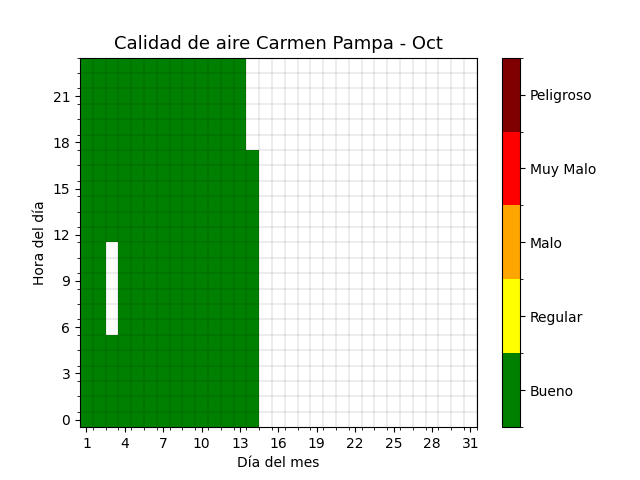 Calidad de aire Carmen Pampa - Oct
Hora del día
21
18
15
12
9
6
3
0
1 4 7 10 13 16 19 22 25 28 31
Día del mes
Peligroso
Muy Malo
Malo
Regular
Bueno